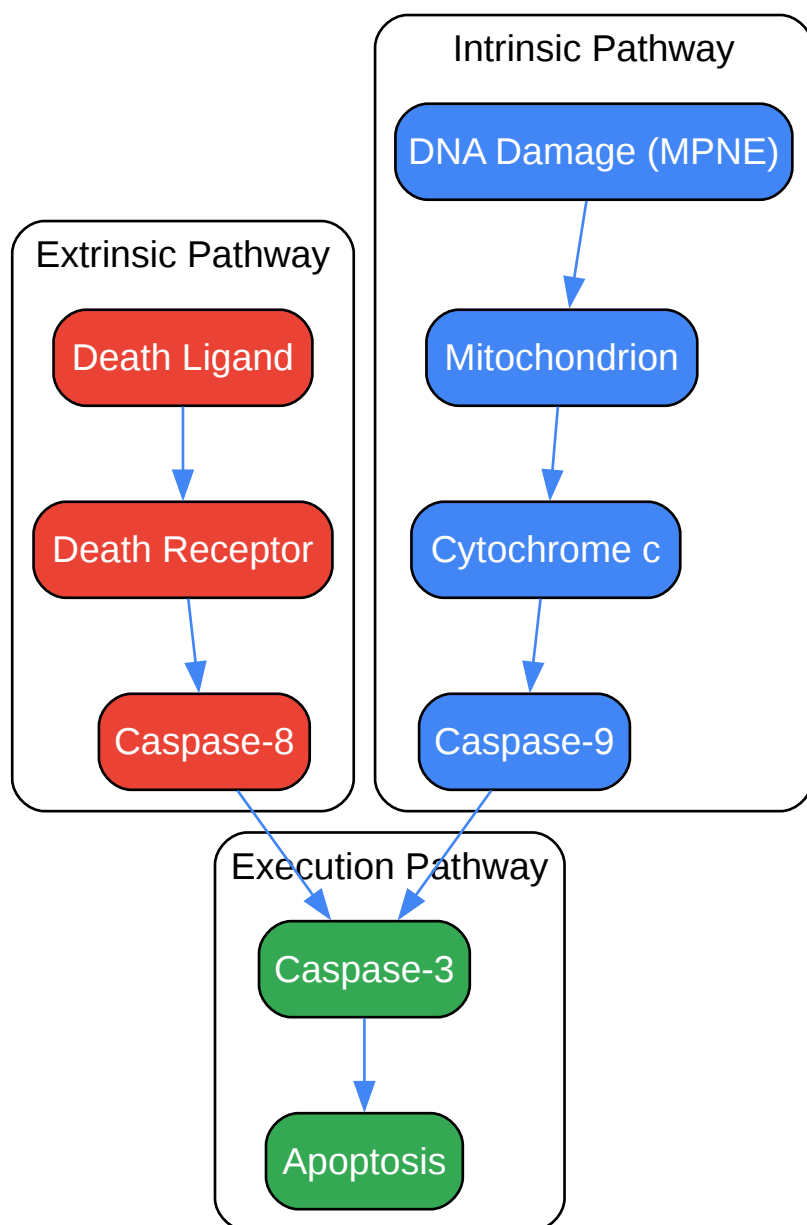 Intrinsic Pathway
DNA Damage (MPNE)
Extrinsic Pathway
Death Ligand
Mitochondrion
Death Receptor
Cytochrome c
Caspase-8
Caspase-9
Execution Pathway
Caspase-3
Apoptosis